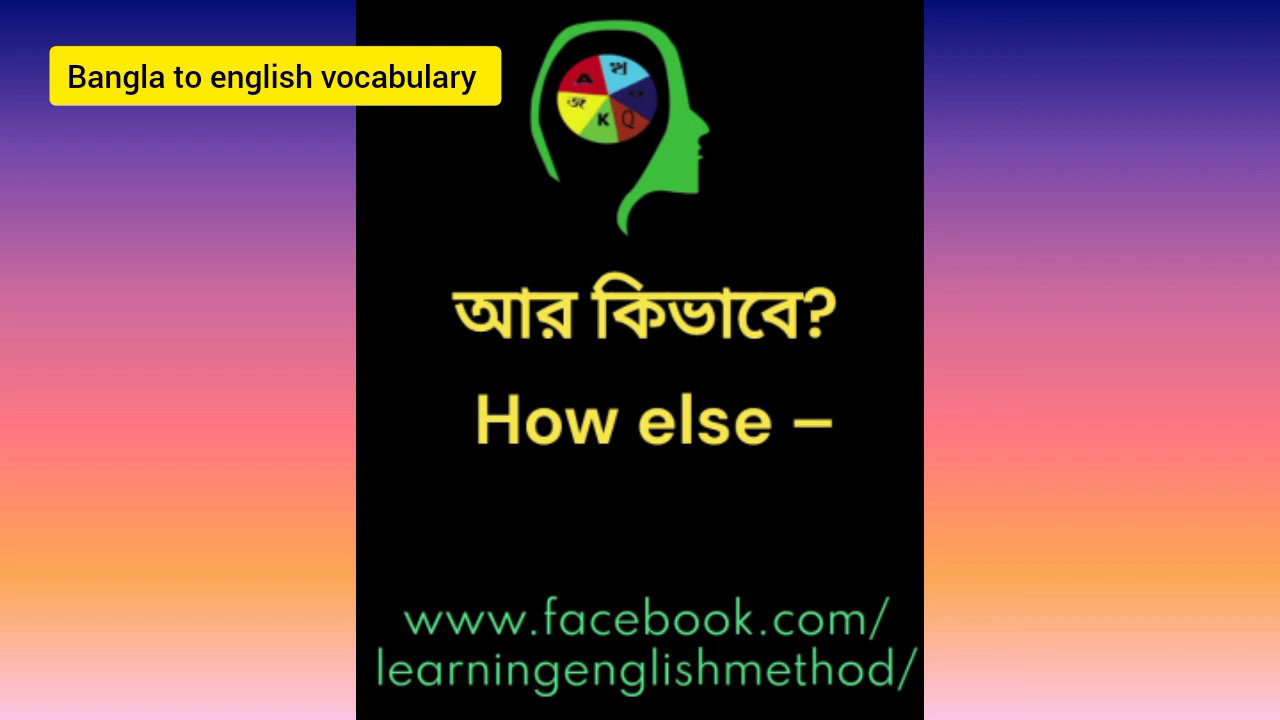 Bangla to english vocabulary
A খ
অ K Q
আর কিভাবে?
How else –
www.facebook.com/
learningenglishmethod/